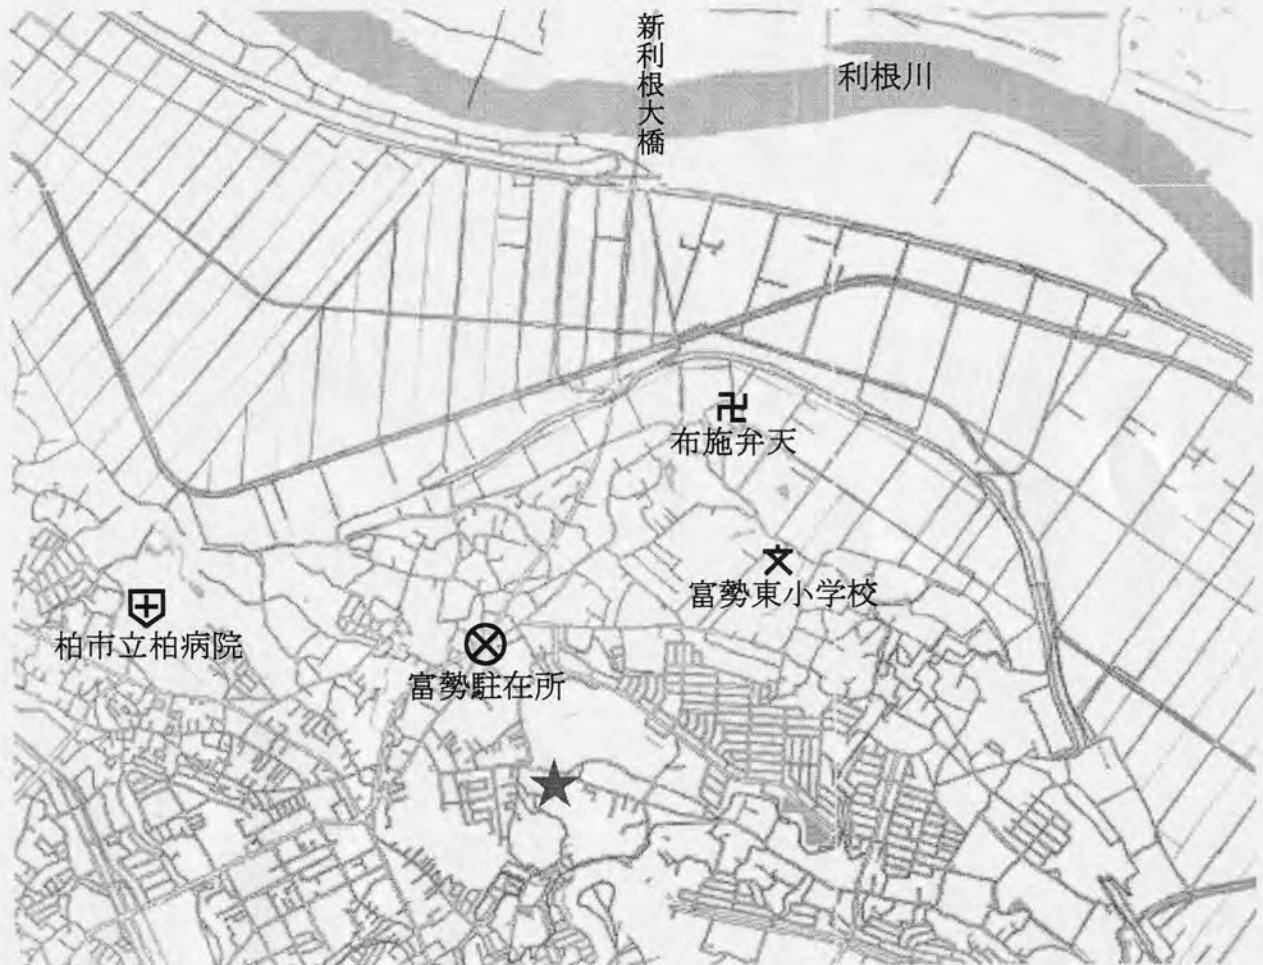 新利根大橋
利根川
布施弁天
富勢東小学校
柏市立柏病院
富勢駐在所